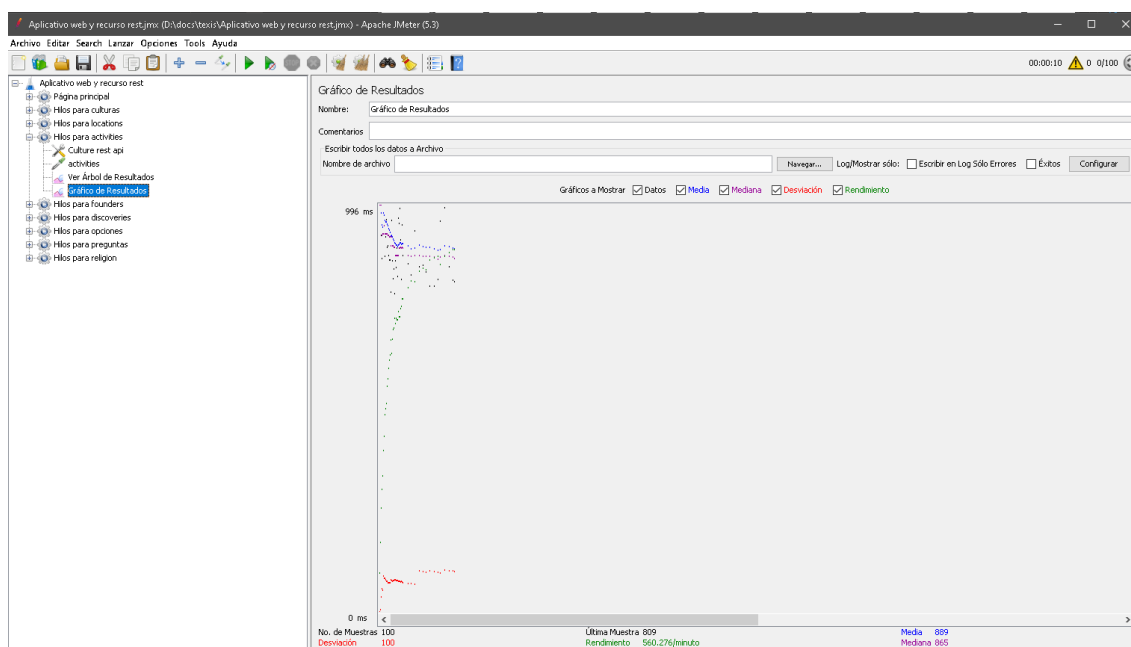 Aplicativo web y recurso rest.jmx (D:\docs\texis\Aplicativo web y recurso rest.jmx) - Apache JMeter (5.3)
Archivo Editar Search Lanzar Opciones Tools Ayuda
00:00:10 0 0/100
Aplicativo web y recurso rest
Página principal
Hilos para culturas
Hilos para locations
Hilos para activities
Culture rest api
activities
Ver Árbol de Resultados
Gráfico de Resultados
Hilos para founders
Hilos para discoveries
Hilos para opciones
Hilos para preguntas
Hilos para religion
Gráfico de Resultados
Nombre: Gráfico de Resultados
Comentarios
Escribir todos los datos a Archivo
Nombre de archivo Navegar... Log/Mostrar sólo: Escribir en Log Sólo Errores Éxitos Configurar
Gráficos a Mostrar Datos Media Mediana Desviación Rendimiento
996 ms
0 ms
No. de Muestras 100 Última Muestra 809 Media 889
Desviación 100 Rendimiento 560.276/minuto Mediana 865